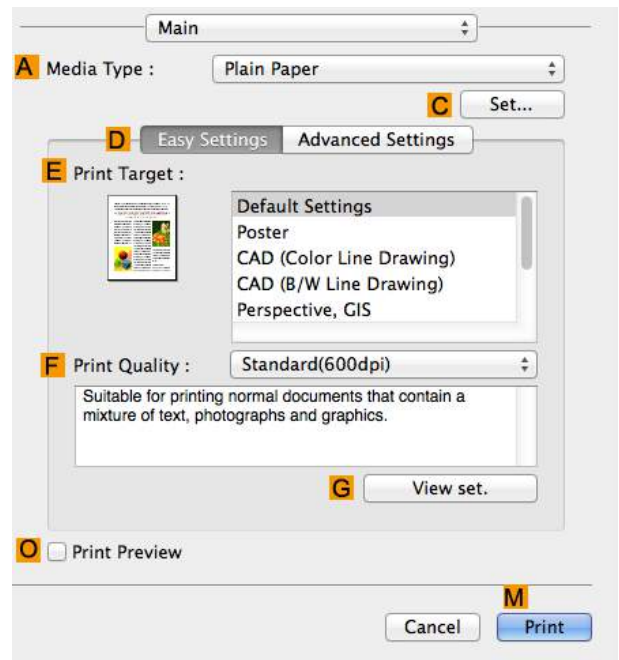 Main
A Media Type : Plain Paper
C Set...
D Easy Settings Advanced Settings
E Print Target :
Default Settings
Poster
CAD (Color Line Drawing)
CAD (B/W Line Drawing)
Perspective, GIS
F Print Quality : Standard(600dpi)
Suitable for printing normal documents that contain a
mixture of text, photographs and graphics.
G View set.
O Print Preview
M
Cancel Print